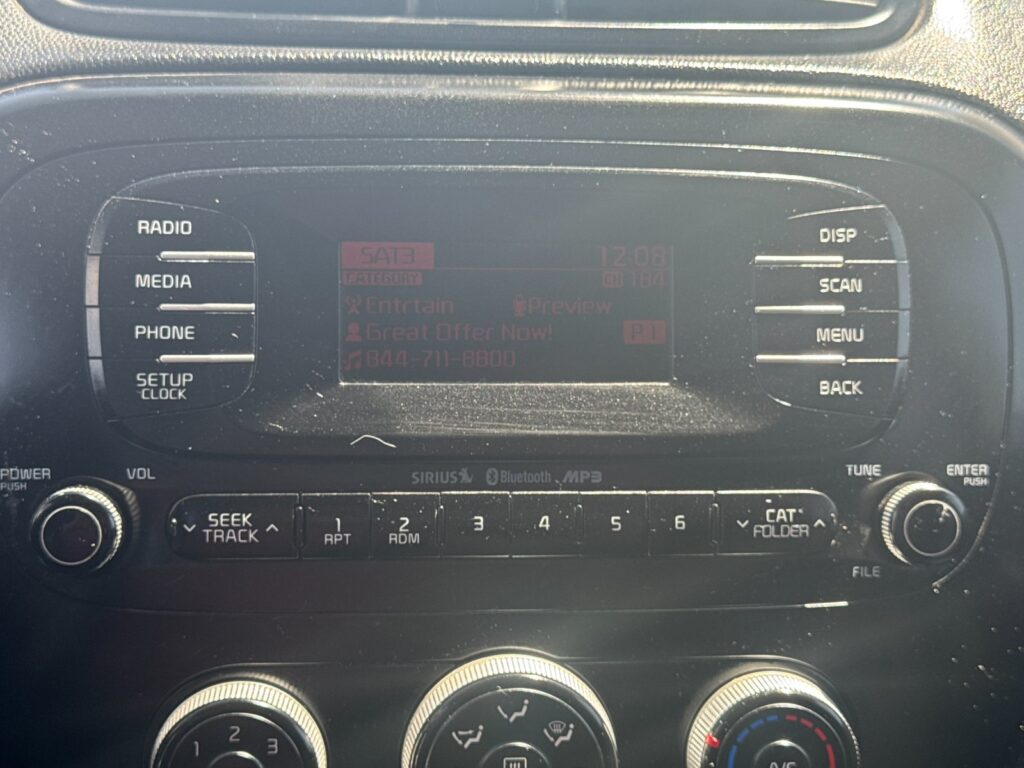 RADIO
MEDIA
PHONE
SETUP
CLOCK
SAT3 12:08
CATEGORY CH 184
Entrtain Preview
Great Offer Now! P1
844-711-8800
DISP
SCAN
MENU
BACK
POWER
PUSH
VOL
SIRIUS Bluetooth MP3
TUNE
ENTER
PUSH
SEEK
TRACK
1
RPT
2
RDM
3
4
5
6
CAT
FOLDER
FILE
1 2 3
A/C